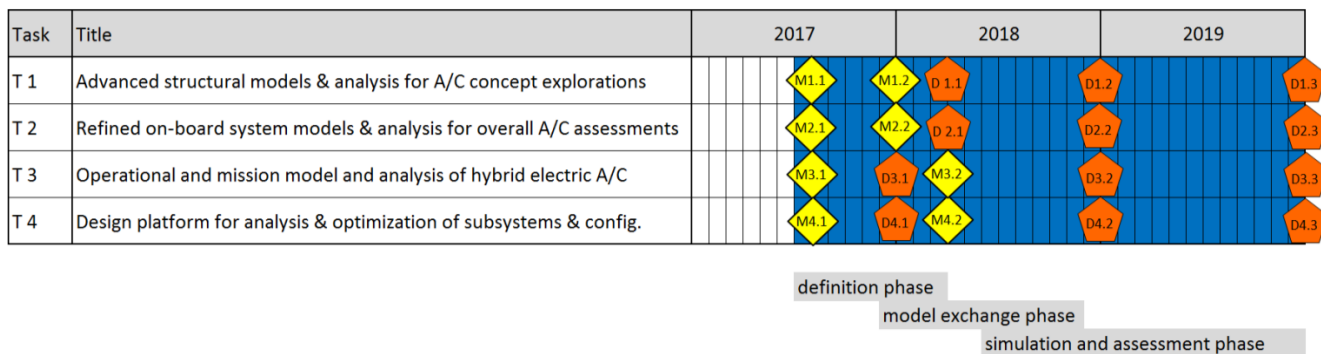 Task Title 2017 2018 2019
T 1 Advanced structural models & analysis for A/C concept explorations M1.1 M1.2 D 1.1 D1.2 D1.3
T 2 Refined on-board system models & analysis for overall A/C assessments M2.1 M2.2 D 2.1 D2.2 D2.3
T 3 Operational and mission model and analysis of hybrid electric A/C M3.1 D3.1 M3.2 D3.2 D3.3
T 4 Design platform for analysis & optimization of subsystems & config. M4.1 D4.1 M4.2 D4.2 D4.3
definition phase
model exchange phase
simulation and assessment phase